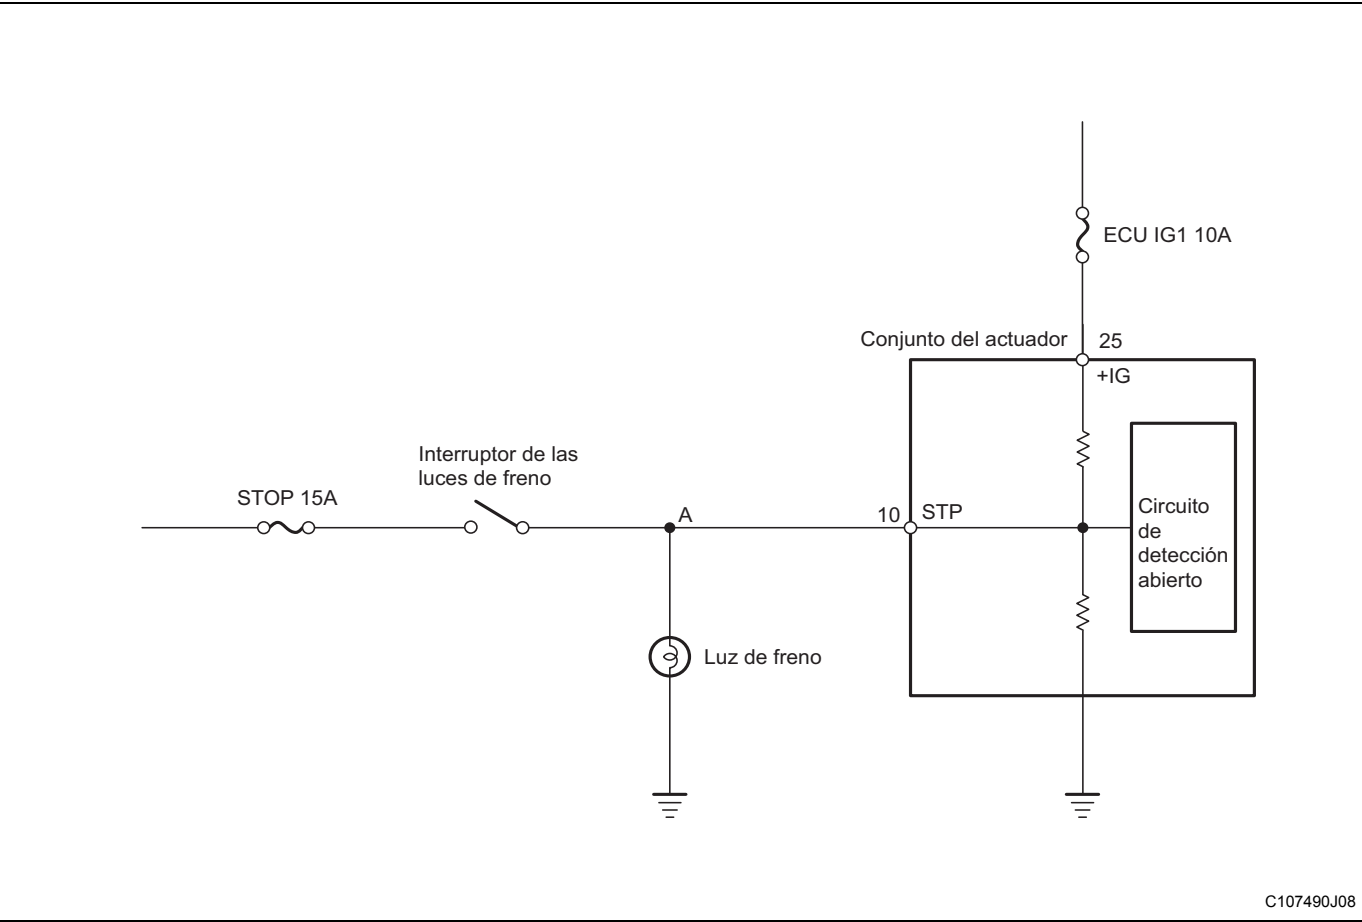 ECU IG1 10A
Conjunto del actuador
25
+IG
Interruptor de las
luces de freno
STOP 15A
A
10
STP
Circuito
de
detección
abierto
Luz de freno
C107490J08